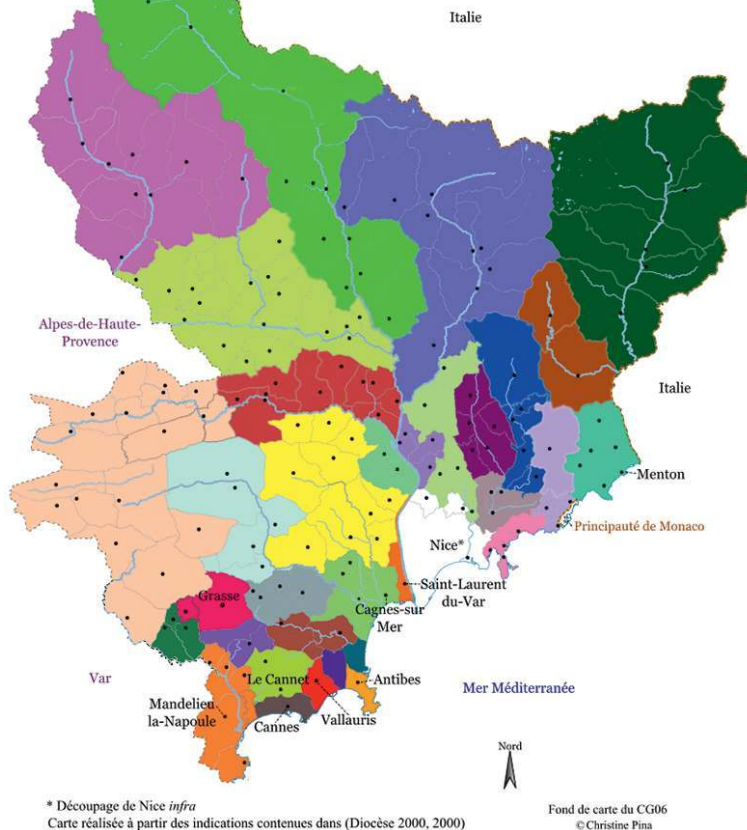 Italie
Alpes-de-Haute-
Provence
Italie
Menton
Principauté de Monaco
Nice*
Saint-Laurent
du-Var
Grasse
Cagnes-sur
Mer
Var
Le Cannet
Antibes
Mer Méditerranée
Mandelieu
la-Napoule
Cannes
Vallauris
Nord
* Découpage de Nice infra
Carte réalisée à partir des indications contenues dans (Diocèse 2000, 2000)
Fond de carte du CG06
© Christine Pina